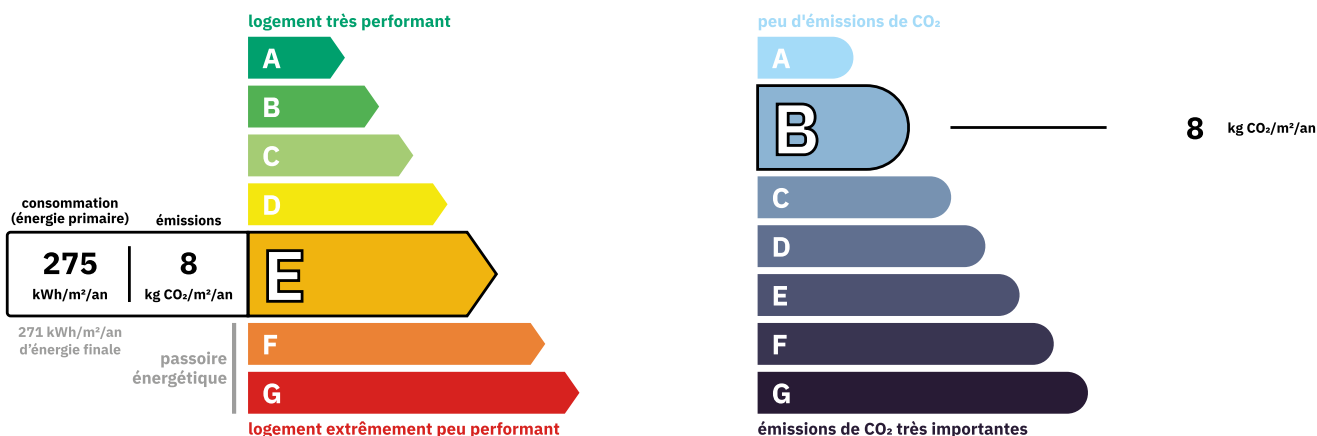 logement très performant
A
B
C
D
consommation
(énergie primaire)
émissions
275
kWh/m²/an
8
kg CO₂/m²/an
E
271 kWh/m²/an
d'énergie finale
passoire
énergétique
F
G
logement extrêmement peu performant
peu d'émissions de CO₂
A
B
8 kg CO₂/m²/an
C
D
E
F
G
émissions de CO₂ très importantes